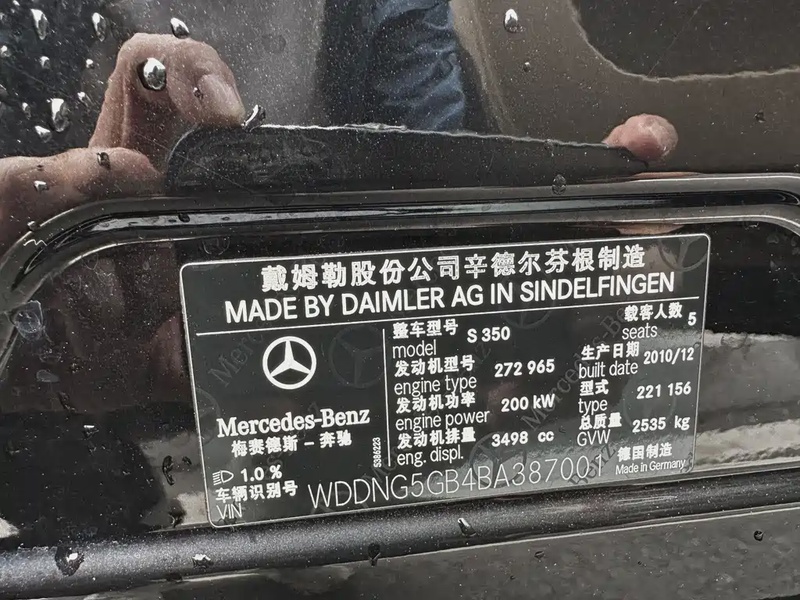 戴姆勒股份公司辛德尔芬根制造
MADE BY DAIMLER AG IN SINDELFINGEN
Mercedes-Benz
梅赛德斯-奔驰
1.0 %
整车型号 S 350
model
发动机型号 272 965
engine type
发动机功率 200 kW
engine power
发动机排量 3498 cc
eng. displ.
载客人数 5
seats
生产日期 2010/12
built date
型式 221 156
type
总质量 2535 kg
GVW
德国制造
Made in Germany
S386223
车辆识别号 WDDNG5GB4BA387001
VIN